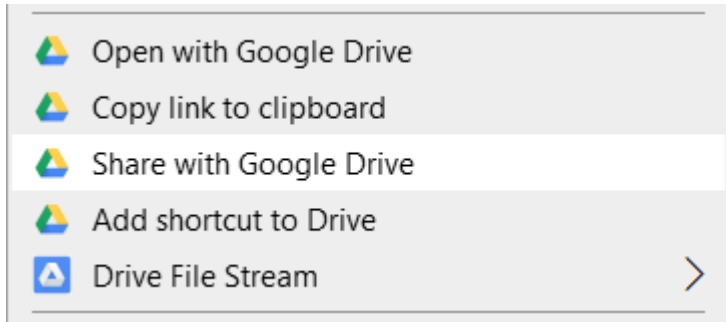 Open with Google Drive
Copy link to clipboard
Share with Google Drive
Add shortcut to Drive
Drive File Stream